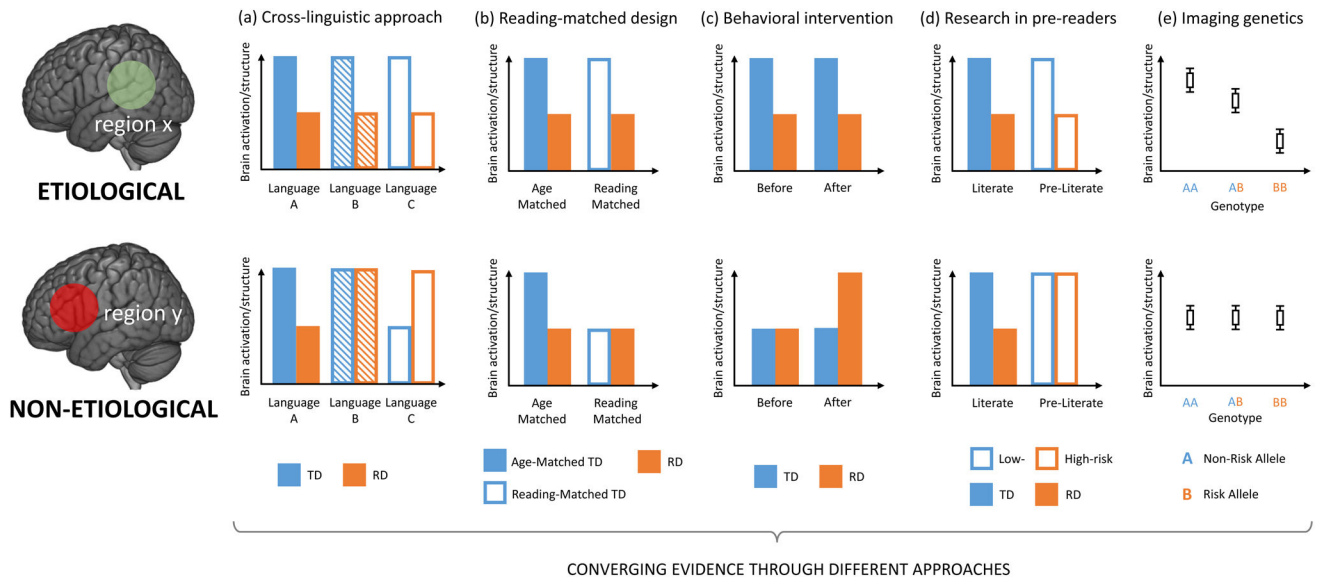 (a) Cross-linguistic approach
(b) Reading-matched design
(c) Behavioral intervention
(d) Research in pre-readers
(e) Imaging genetics
region x
ETIOLOGICAL
Brain activation/structure
Language A
Language B
Language C
Brain activation/structure
Age Matched
Reading Matched
Brain activation/structure
Before
After
Brain activation/structure
Literate
Pre-Literate
Brain activation/structure
AA
AB
BB
Genotype
region y
NON-ETIOLOGICAL
Brain activation/structure
Language A
Language B
Language C
Brain activation/structure
Age Matched
Reading Matched
Brain activation/structure
Before
After
Brain activation/structure
Literate
Pre-Literate
Brain activation/structure
AA
AB
BB
Genotype
TD
RD
Age-Matched TD
RD
Reading-Matched TD
TD
RD
Low-
High-risk
TD
RD
A Non-Risk Allele
B Risk Allele
CONVERGING EVIDENCE THROUGH DIFFERENT APPROACHES